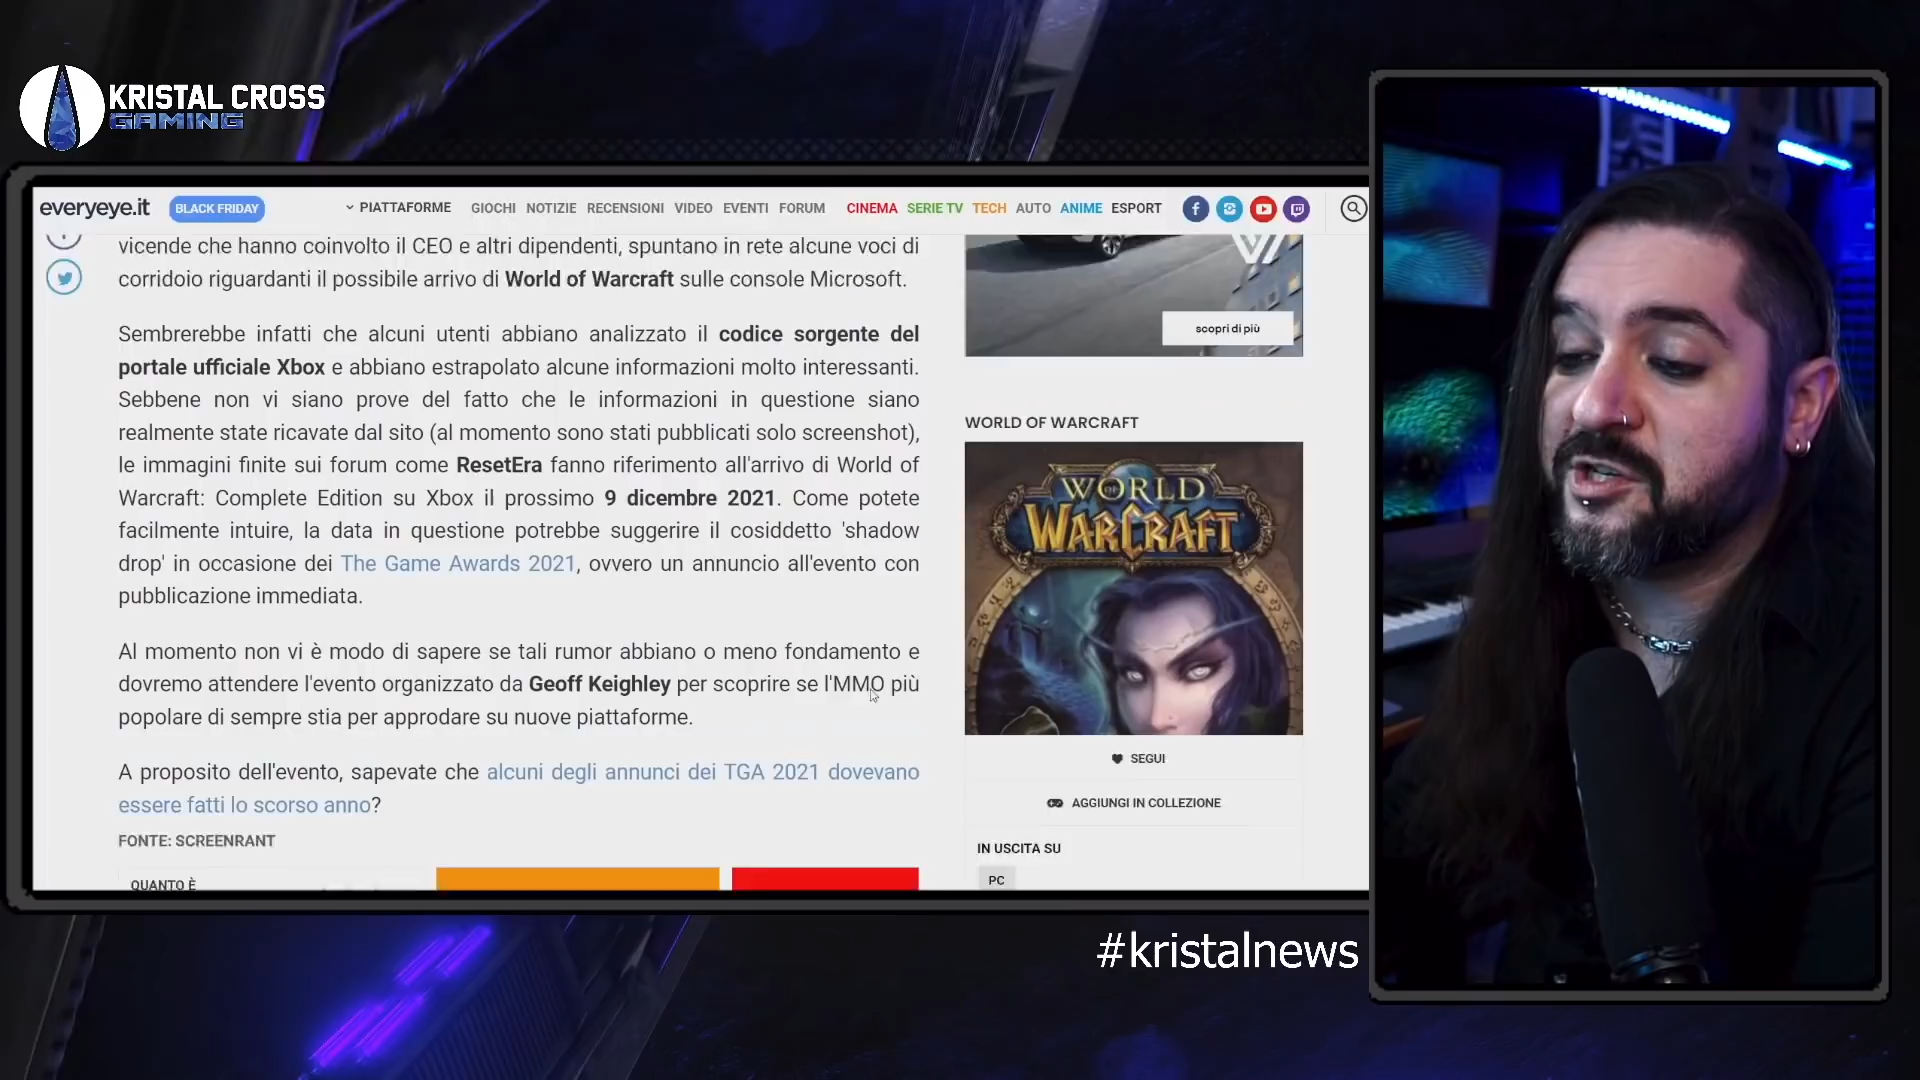 KRISTAL CROSS
GAMING
everyeye.it
BLACK FRIDAY
PIATTAFORME
GIOCHI NOTIZIE RECENSIONI VIDEO EVENTI FORUM
CINEMA SERIE TV TECH AUTO ANIME ESPORT
vicende che hanno coinvolto il CEO e altri dipendenti, spuntano in rete alcune voci di
corridoio riguardanti il possibile arrivo di World of Warcraft sulle console Microsoft.
Sembrerebbe infatti che alcuni utenti abbiano analizzato il codice sorgente del
portale ufficiale Xbox e abbiano estrapolato alcune informazioni molto interessanti.
Sebbene non vi siano prove del fatto che le informazioni in questione siano
realmente state ricavate dal sito (al momento sono stati pubblicati solo screenshot),
le immagini finite sui forum come ResetEra fanno riferimento all'arrivo di World of
Warcraft: Complete Edition su Xbox il prossimo 9 dicembre 2021. Come potete
facilmente intuire, la data in questione potrebbe suggerire il cosiddetto 'shadow
drop' in occasione dei The Game Awards 2021, ovvero un annuncio all'evento con
pubblicazione immediata.
Al momento non vi è modo di sapere se tali rumor abbiano o meno fondamento e
dovremo attendere l'evento organizzato da Geoff Keighley per scoprire se l'MMO più
popolare di sempre stia per approdare su nuove piattaforme.
A proposito dell'evento, sapevate che alcuni degli annunci dei TGA 2021 dovevano
essere fatti lo scorso anno?
FONTE: SCREENRANT
QUANTO È
scopri di più
WORLD OF WARCRAFT
WORLD
OF
WARCRAFT
SEGUI
AGGIUNGI IN COLLEZIONE
IN USCITA SU
PC
#kristalnews